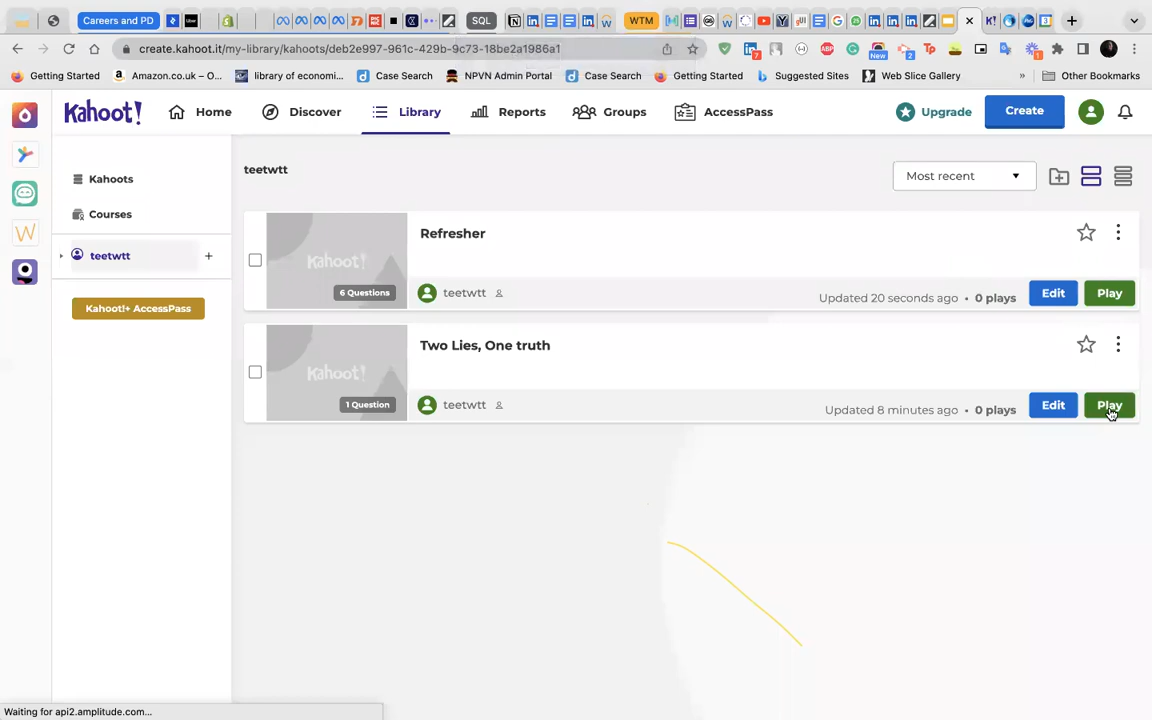 Careers and PD
SQL
WTM
create.kahoot.it/my-library/kahoots/deb2e997-961c-429b-9c73-18be2a1986a1
Getting Started
Amazon.co.uk – O...
library of economi...
Case Search
NPVN Admin Portal
Case Search
Getting Started
Suggested Sites
Web Slice Gallery
»
Other Bookmarks
Kahoot!
Home
Discover
Library
Reports
Groups
AccessPass
Upgrade
Create
Kahoots
Courses
teetwtt
+
Kahoot!+ AccessPass
teetwtt
Most recent
Refresher
Kahoot!
6 Questions
teetwtt
Updated 20 seconds ago • 0 plays
Edit
Play
Two Lies, One truth
Kahoot!
1 Question
teetwtt
Updated 8 minutes ago • 0 plays
Edit
Play
Waiting for api2.amplitude.com...